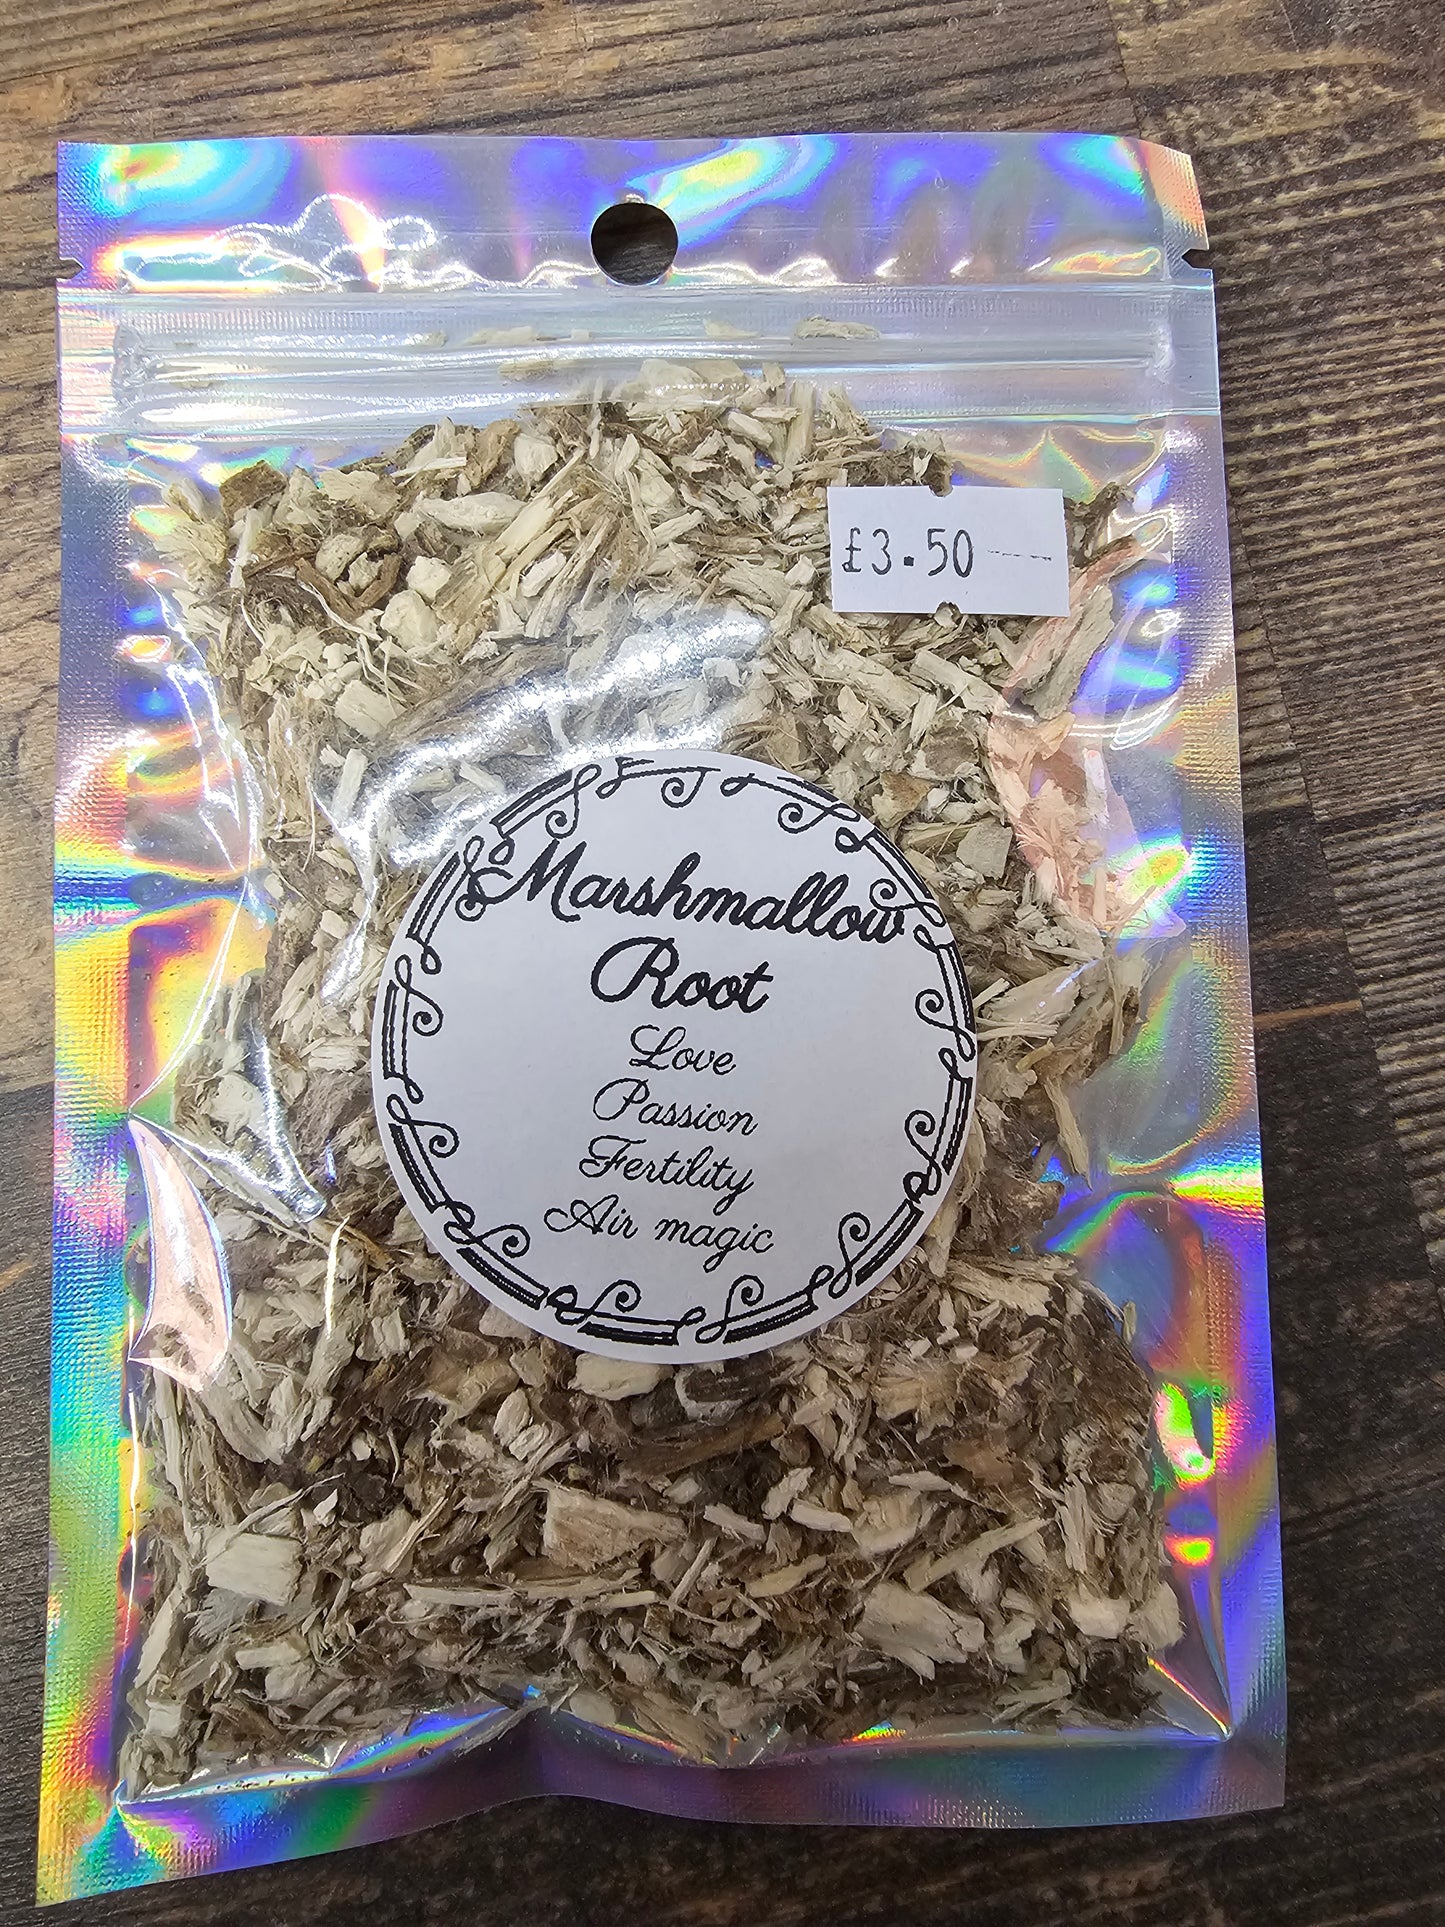 £3.50
Marshmallow
Root
Love
Passion
Fertility
Air magic